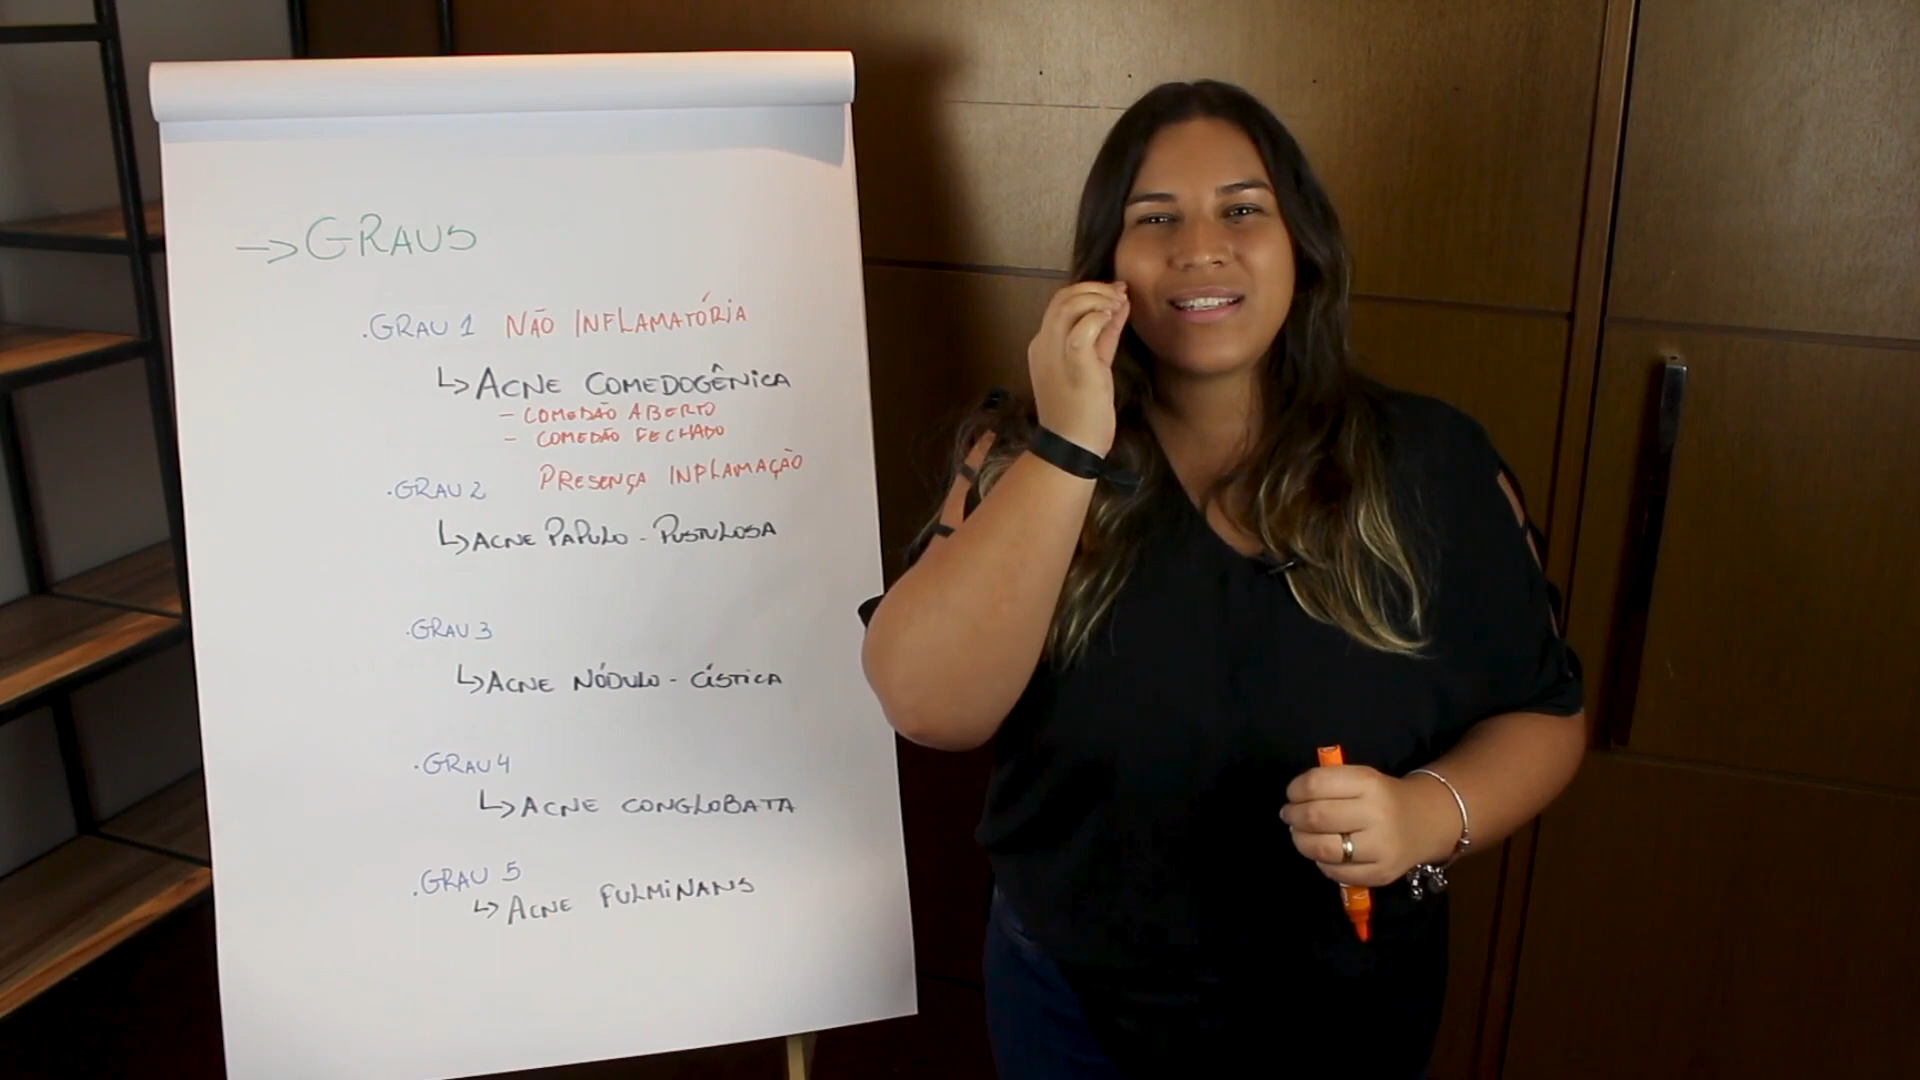 → GRAUS
. GRAU 1 NÃO INFLAMATÓRIA
↳ ACNE COMEDOGÊNICA
- COMEDÃO ABERTO
- COMEDÃO FECHADO
. GRAU 2 PRESENÇA INFLAMAÇÃO
↳ ACNE PAPULO - PUSTULOSA
. GRAU 3
↳ ACNE NÓDULO - CÍSTICA
. GRAU 4
↳ ACNE CONGLOBATA
. GRAU 5
↳ ACNE FULMINANS